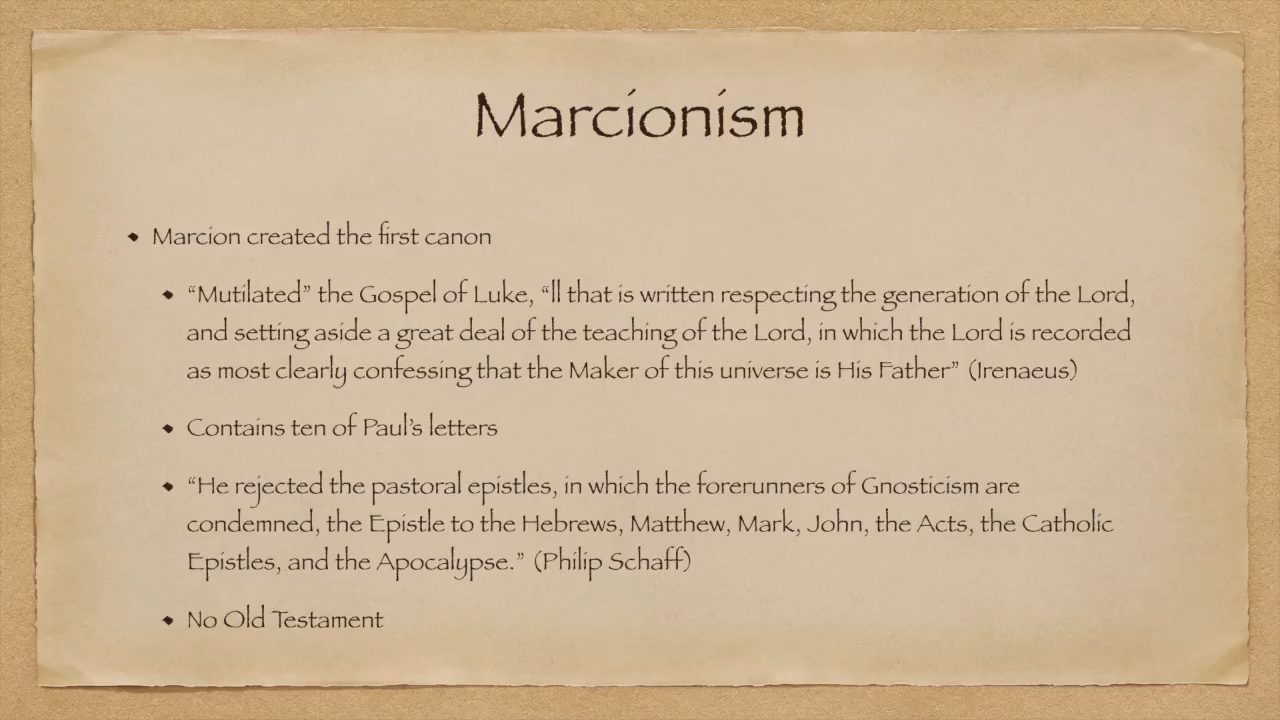 Marcionism
• Marcion created the first canon
• “Mutilated” the Gospel of Luke, “ll that is written respecting the generation of the Lord,
and setting aside a great deal of the teaching of the Lord, in which the Lord is recorded
as most clearly confessing that the Maker of this universe is His Father” (Irenaeus)
• Contains ten of Paul’s letters
• “He rejected the pastoral epistles, in which the forerunners of Gnosticism are
condemned, the Epistle to the Hebrews, Matthew, Mark, John, the Acts, the Catholic
Epistles, and the Apocalypse.” (Philip Schaff)
• No Old Testament